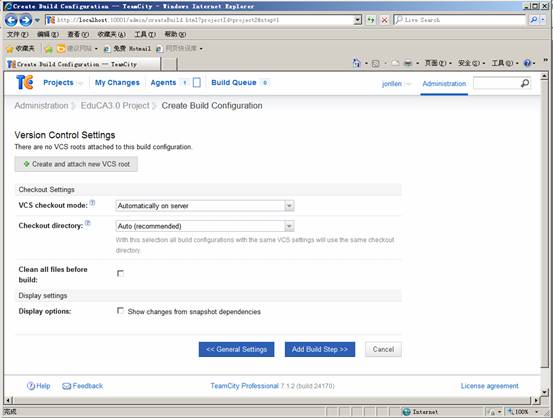 Create Build Configuration -- TeamCity - Windows Internet Explorer
http://localhost:10001/admin/createBuild.html?projectId=project2#step=1
Live Search
文件(F) 编辑(E) 查看(V) 收藏夹(A) 工具(T) 帮助(H)
收藏夹 建议网站 免费 Hotmail 网页快讯库
Create Build Configuration -- TeamCity
页面(P) 安全(S) 工具(O)
Projects My Changes Agents 1 Build Queue 0 jonllen Administration
Administration EduCA3.0 Project Create Build Configuration
Version Control Settings
There are no VCS roots attached to this build configuration.
Create and attach new VCS root
Checkout Settings
VCS checkout mode: ? Automatically on server
Checkout directory: ? Auto (recommended)
With this selection all build configurations with the same VCS settings will use the same checkout
directory.
Clean all files before
build:
Display settings
Display options: Show changes from snapshot dependencies
<< General Settings Add Build Step >> Cancel
Help Feedback TeamCity Professional 7.1.2 (build 24170) License agreement
完成 Internet 100%